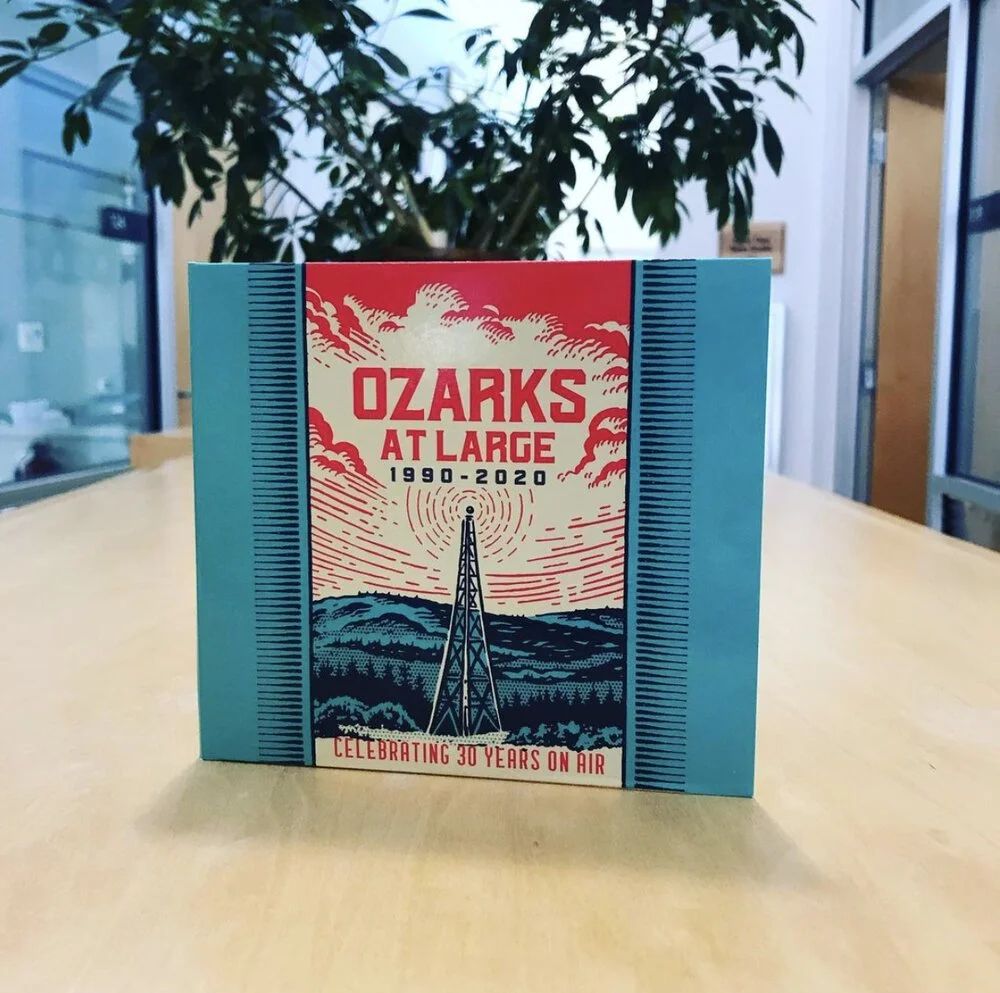 OZARKS
AT LARGE
1990-2020
CELEBRATING 30 YEARS ON AIR